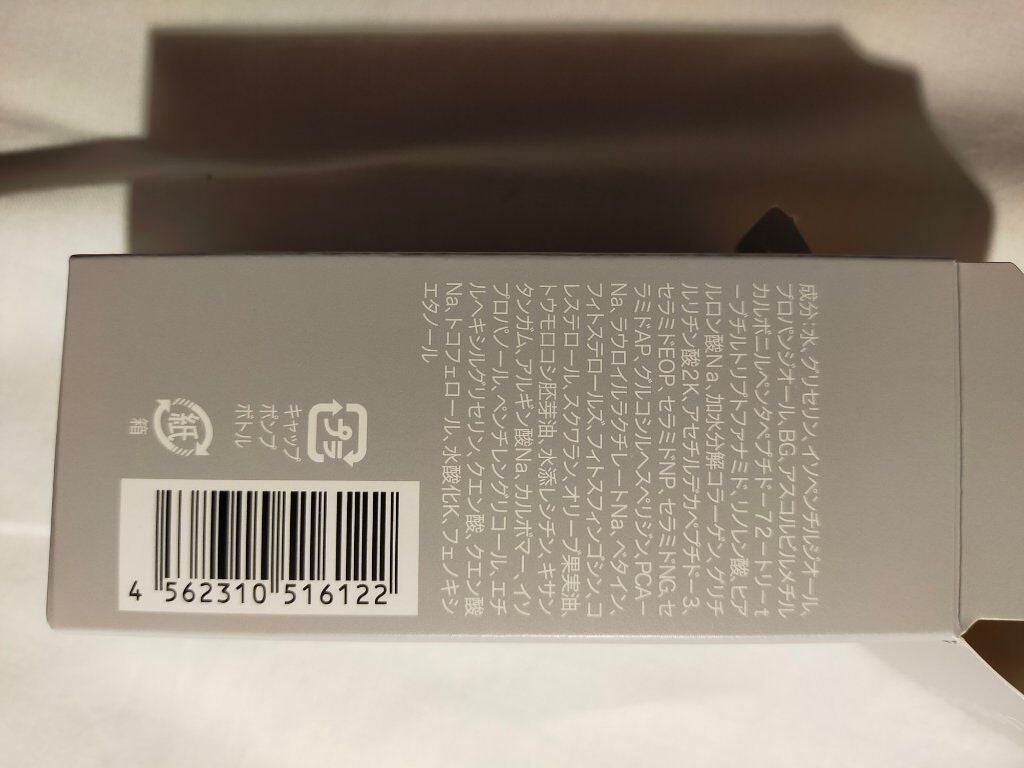 成分:水、グリセリン、イソペンチルジオール、
プロパンジオール、BG、アスコルビルメチル
カルボニルペンタペプチド－72－トリーt
－ブチルトリプトファナミド、リノレン酸、ヒア
ルロン酸Na、加水分解コラーゲン、グリチ
ルリチン酸2K、アセチルデカペプチド－3、
セラミドEOP、セラミドNP、セラミドNG、セ
ラミドAP、グルコシルヘスペリジン、PCA－
Na、ラウロイルラクチレートNa、ベタイン、
フィトステロールズ、フィトスフィンゴシン、コ
レステロール、スクワラン、オリーブ果実油、
トウモロコシ胚芽油、水添レシチン、キサン
タンガム、アルギン酸Na、カルボマー、イソ
プロパノール、ペンチレングリコール、エチ
ルヘキシルグリセリン、クエン酸、クエン酸
Na、トコフェロール、水酸化K、フェノキシ
エタノール
プラ
キャップ
ポンプ
ボトル
紙
箱
4 562310 516122